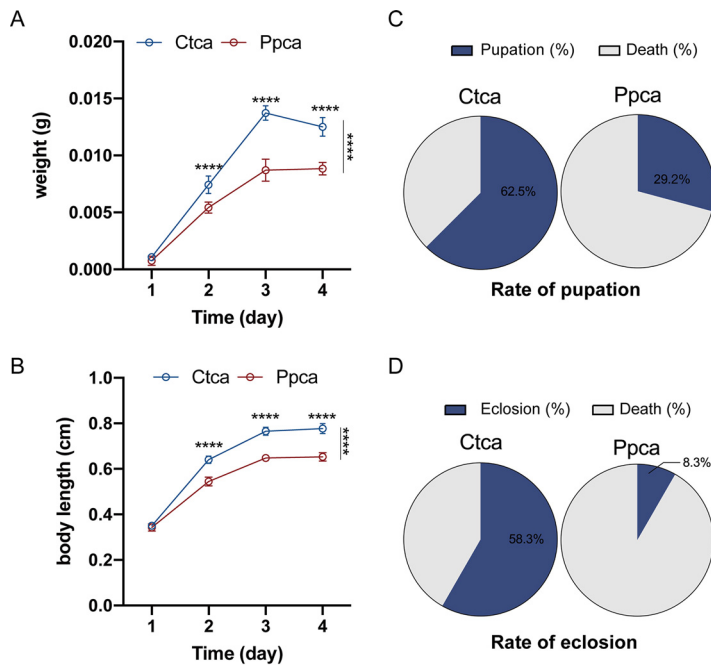 A
Ctca Ppca
0.020
0.015
0.010
0.005
0.000
weight (g)
****
****
****
****
1 2 3 4
Time (day)
B
Ctca Ppca
1.0
0.8
0.6
0.4
0.2
0.0
body length (cm)
****
****
****
****
1 2 3 4
Time (day)
C
Pupation (%) Death (%)
Ctca Ppca
62.5%
29.2%
Rate of pupation
D
Eclosion (%) Death (%)
Ctca Ppca
58.3%
8.3%
Rate of eclosion